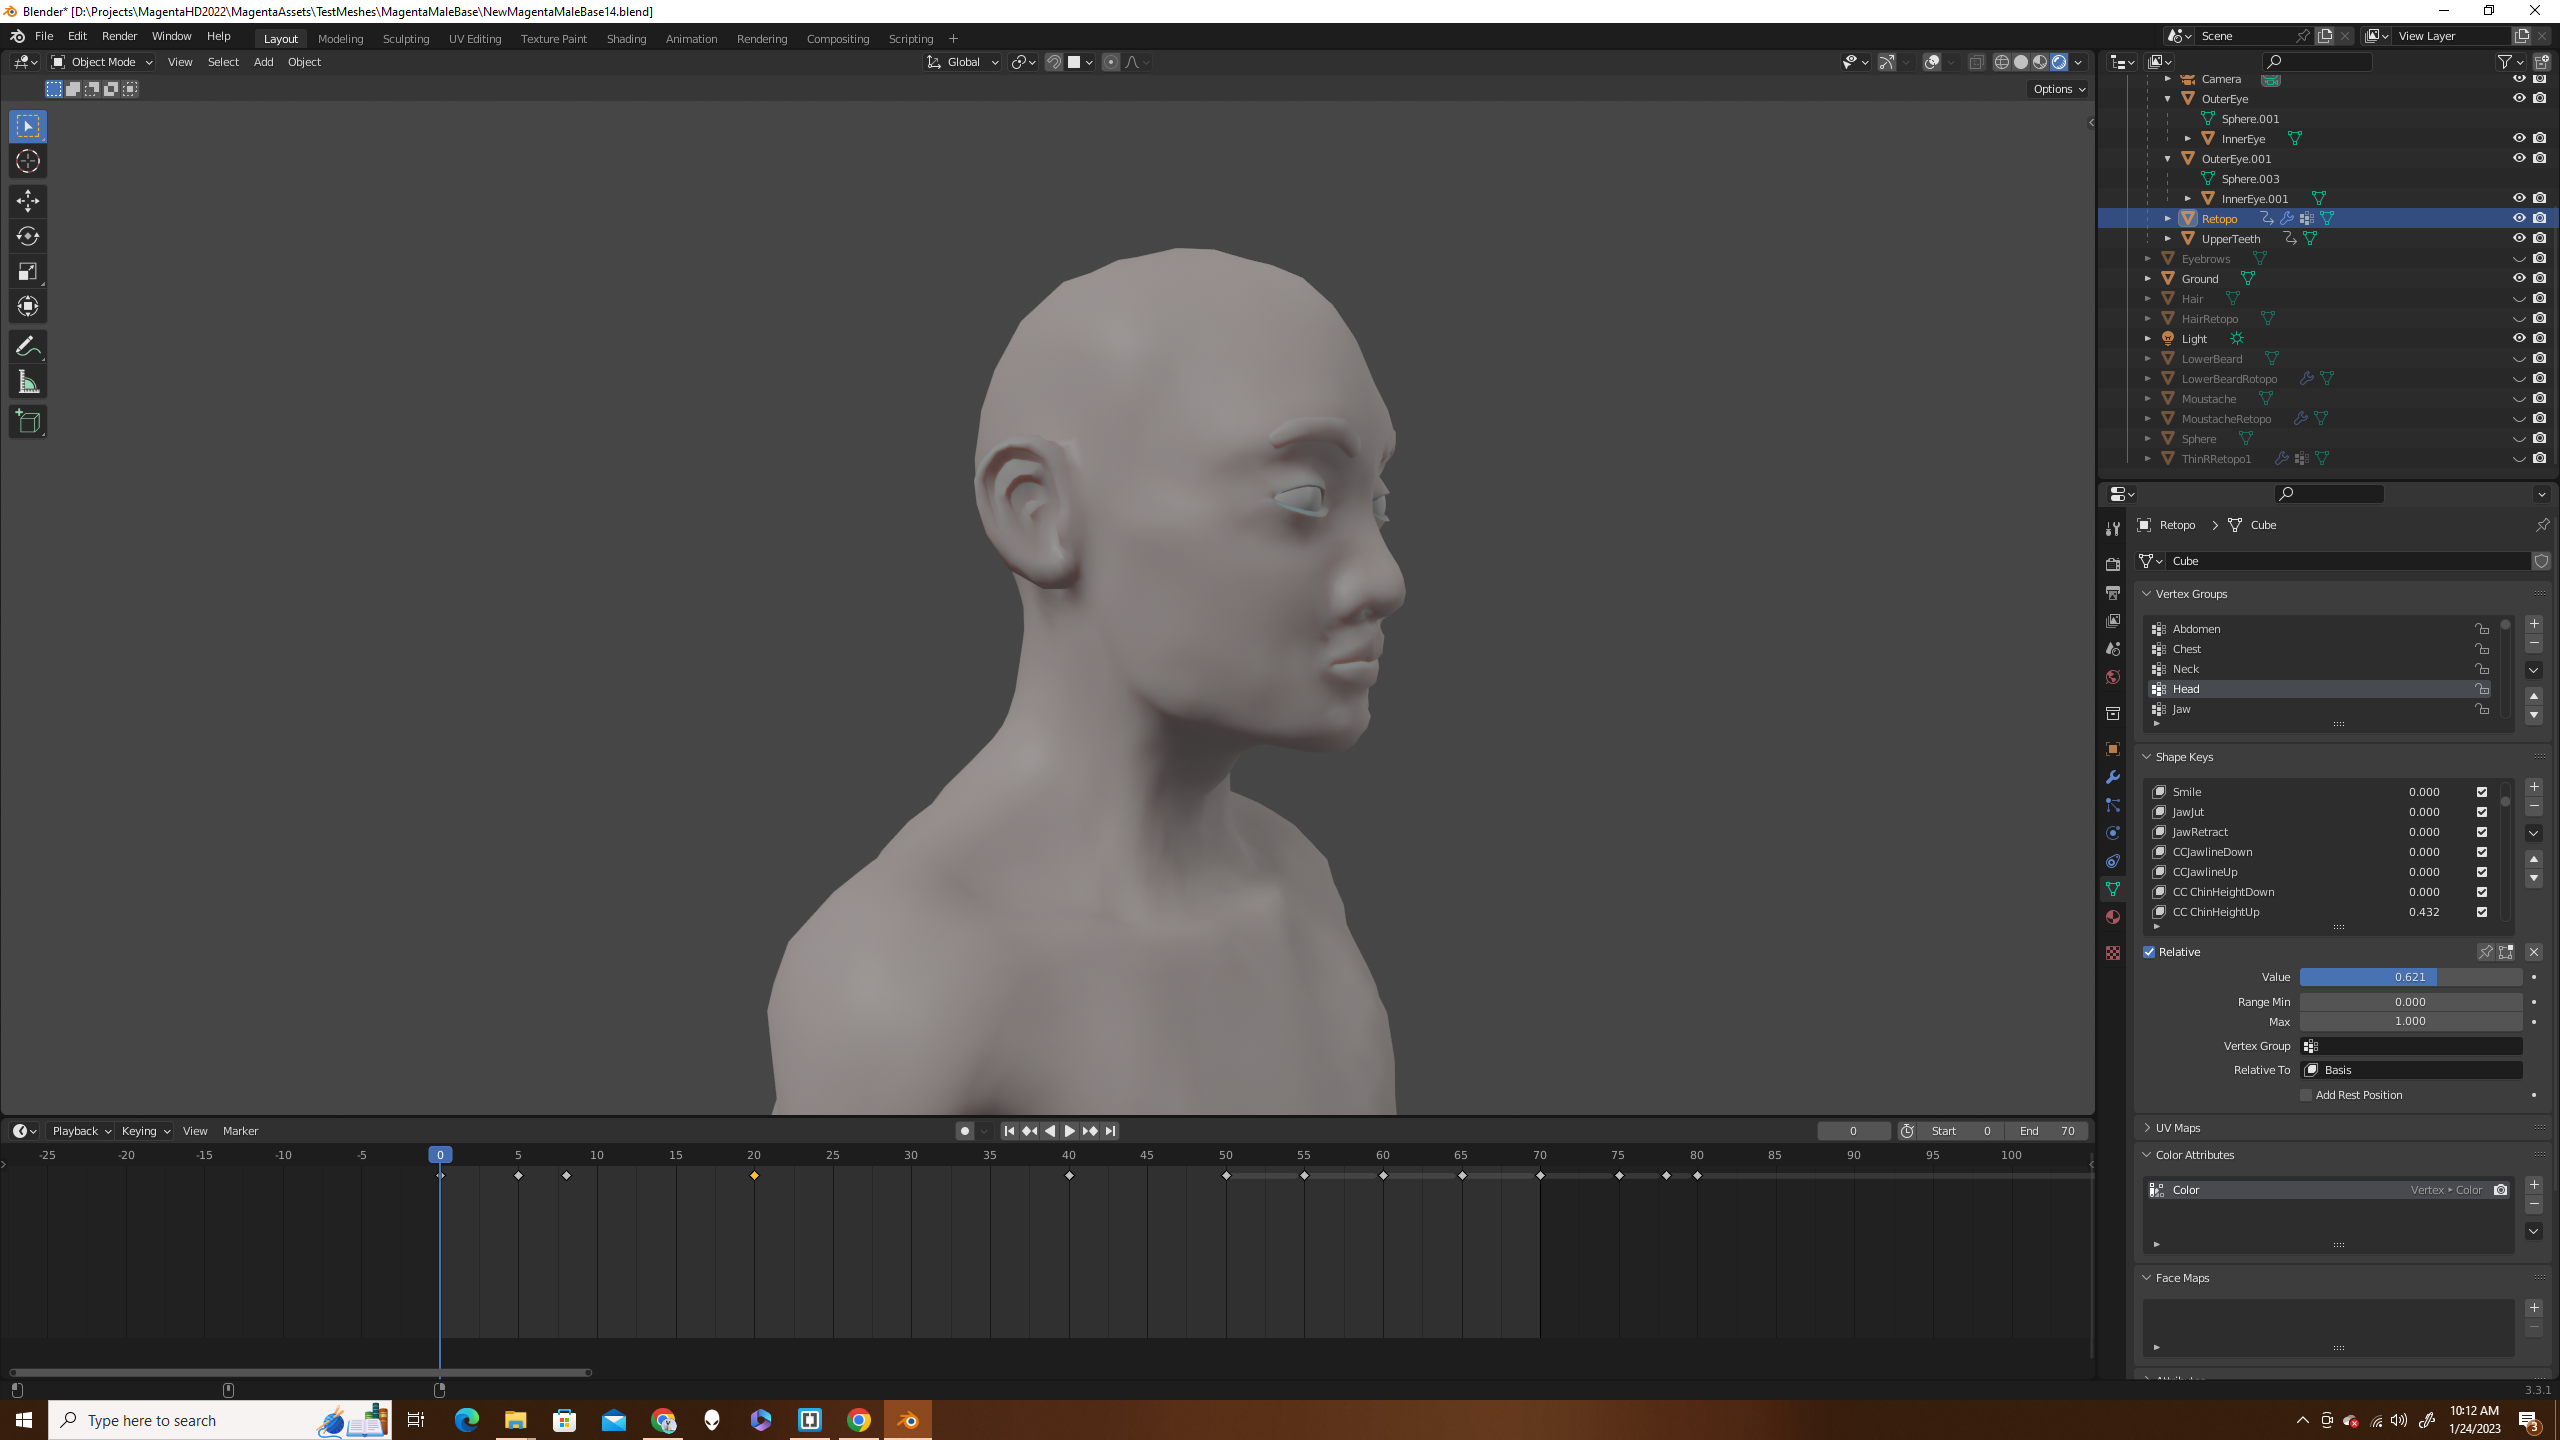 Blender* [D:\Projects\MagentaHD2022\MagentaAssets\TestMeshes\MagentaMaleBase\NewMagentaMaleBase14.blend]
File Edit Render Window Help Layout Modeling Sculpting UV Editing Texture Paint Shading Animation Rendering Compositing Scripting + Scene View Layer
Object Mode View Select Add Object Global
Options
Camera
OuterEye
Sphere.001
InnerEye
OuterEye.001
Sphere.003
InnerEye.001
Retopo
UpperTeeth
Eyebrows
Ground
Hair
HairRetopo
Light
LowerBeard
LowerBeardRotopo
Moustache
MoustacheRetopo
Sphere
ThinRRetopo1
Retopo > Cube
Cube
Vertex Groups
Abdomen
Chest
Neck
Head
Jaw
Shape Keys
Smile 0.000
JawJut 0.000
JawRetract 0.000
CCJawlineDown 0.000
CCJawlineUp 0.000
CC ChinHeightDown 0.000
CC ChinHeightUp 0.432
Relative
Value 0.621
Range Min 0.000
Max 1.000
Vertex Group
Relative To Basis
Add Rest Position
UV Maps
Color Attributes
Color Vertex ▸ Color
Face Maps
Playback Keying View Marker 0 Start 0 End 70
-25 -20 -15 -10 -5 0 5 10 15 20 25 30 35 40 45 50 55 60 65 70 75 80 85 90 95 100
3.3.1
Type here to search
10:12 AM
1/24/2023
3